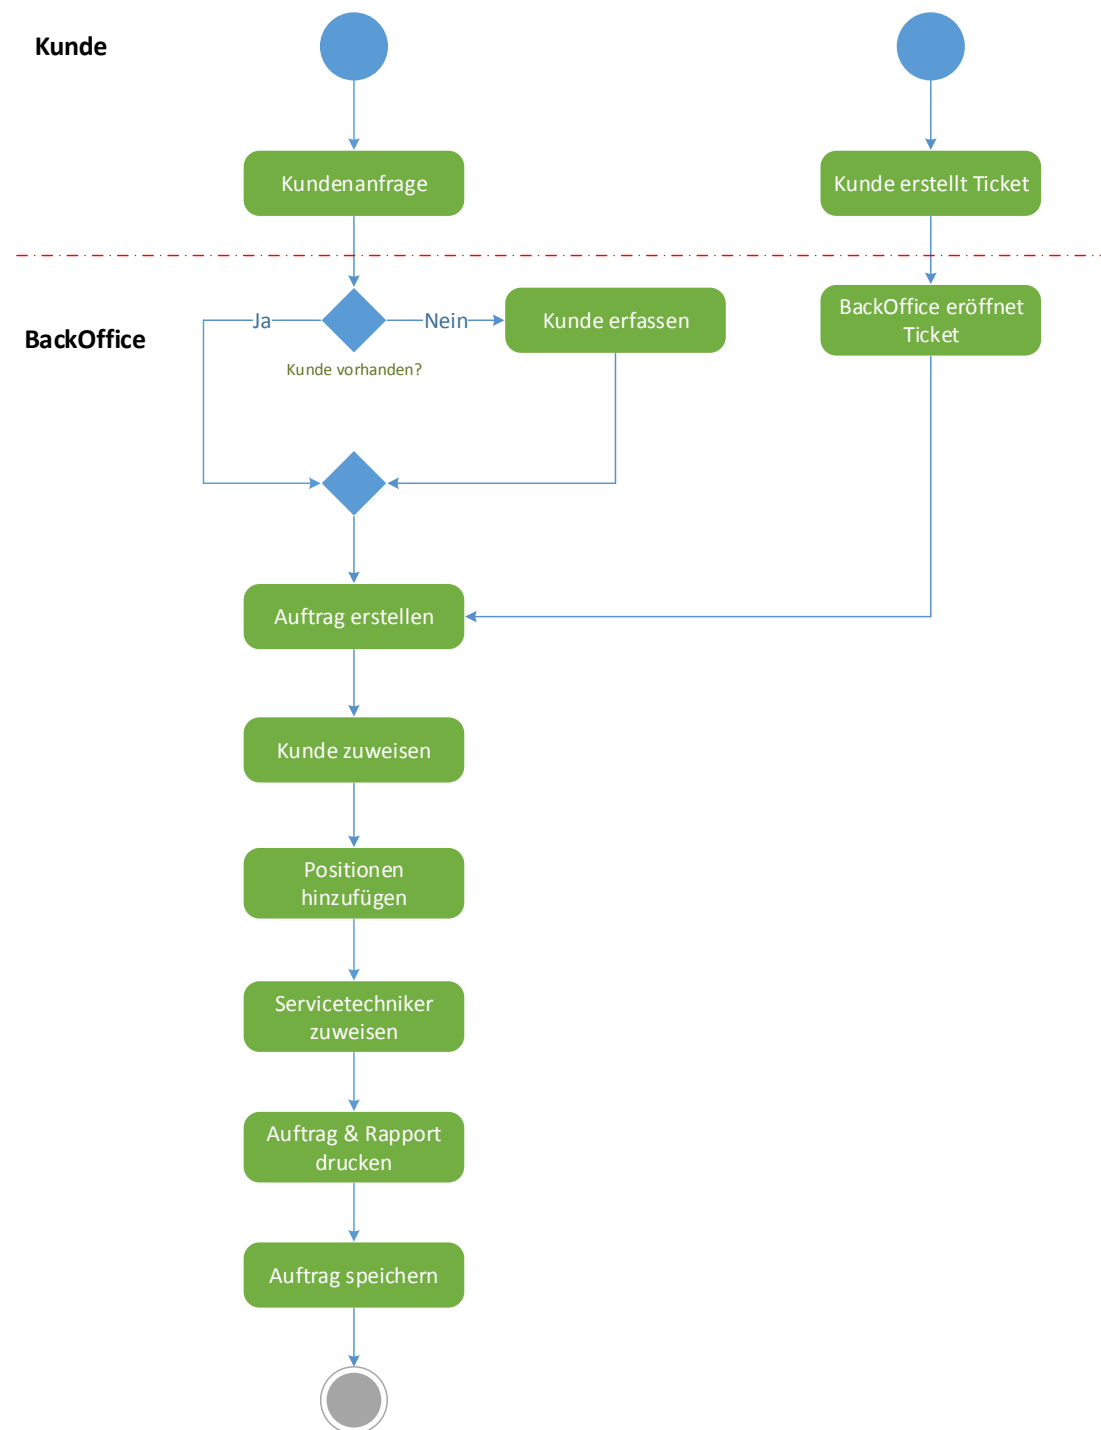 Kunde
Kundenanfrage
Kunde erstellt Ticket
BackOffice
Ja
Nein
Kunde erfassen
BackOffice eröffnet
Ticket
Kunde vorhanden?
Auftrag erstellen
Kunde zuweisen
Positionen
hinzufügen
Servicetechniker
zuweisen
Auftrag & Rapport
drucken
Auftrag speichern